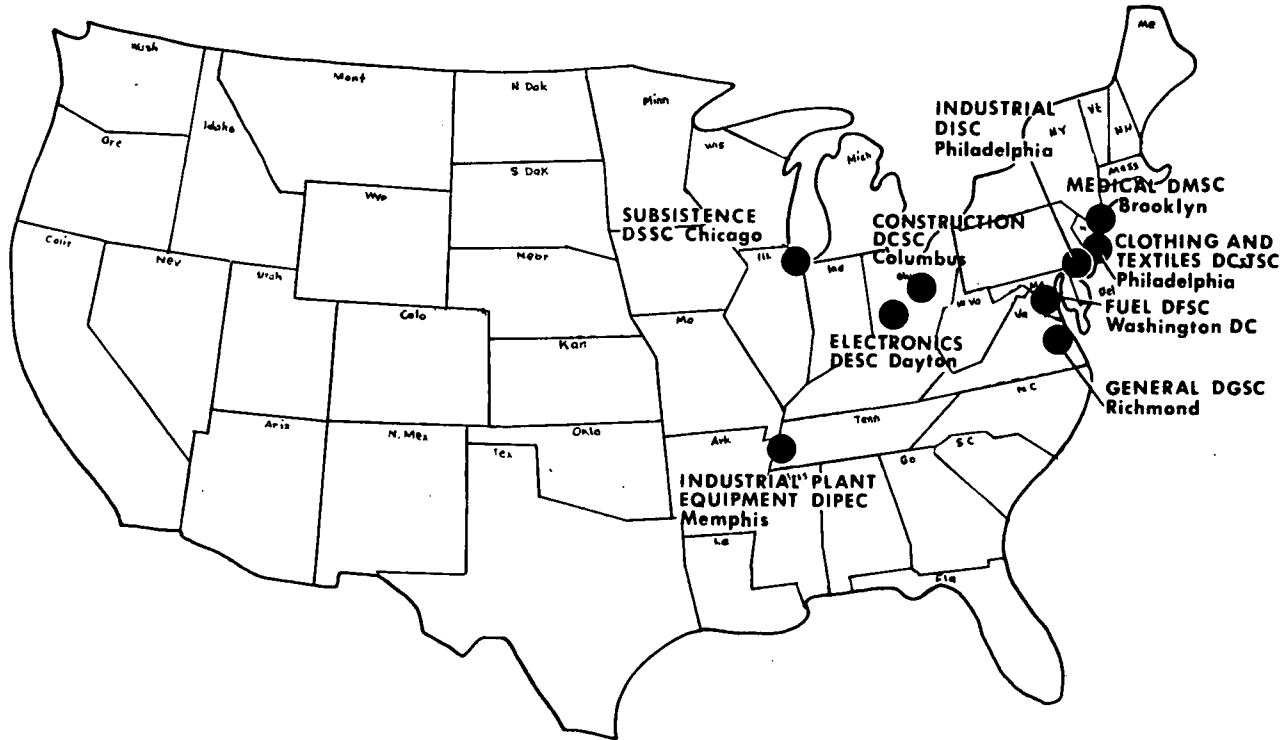 Wash
Mont
N Dak
Minn
Me
Idaho
Ore
S Dak
Wis
Mich
NY
Vt
NH
Mass
INDUSTRIAL
DISC
Philadelphia
MEDICAL DMSC
Brooklyn
SUBSISTENCE
DSSC Chicago
CONSTRUCTION
DCSC
Columbus
CLOTHING AND
TEXTILES DC&TSC
Philadelphia
FUEL DFSC
Washington DC
ELECTRONICS
DESC Dayton
GENERAL DGSC
Richmond
INDUSTRIAL PLANT
EQUIPMENT DIPEC
Memphis
Wyo
Calif
Nev
Utah
Nebr
Ill
Ind
W Va
Va
Del
Colo
Kan
Mo
Ariz
N. Mex
Tex
Okla
Ark
Tenn
NC
SC
La
Fla